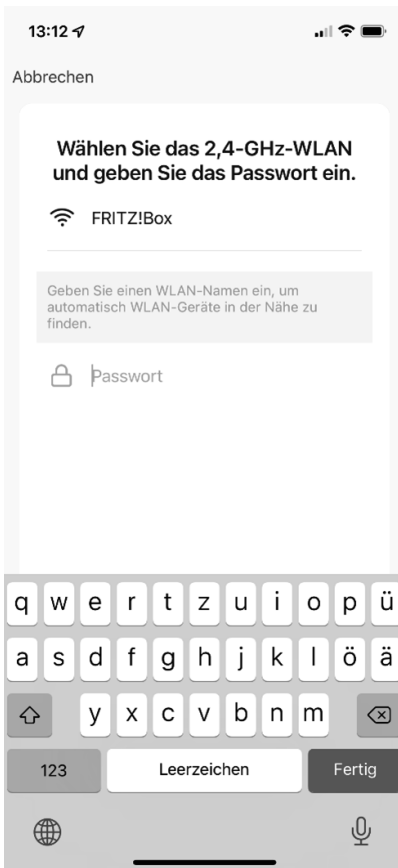 13:12
Abbrechen
Wählen Sie das 2,4-GHz-WLAN
und geben Sie das Passwort ein.
FRITZ!Box
Geben Sie einen WLAN-Namen ein, um
automatisch WLAN-Geräte in der Nähe zu
finden.
Passwort
q w e r t z u i o p ü
a s d f g h j k l ö ä
y x c v b n m
123 Leerzeichen Fertig